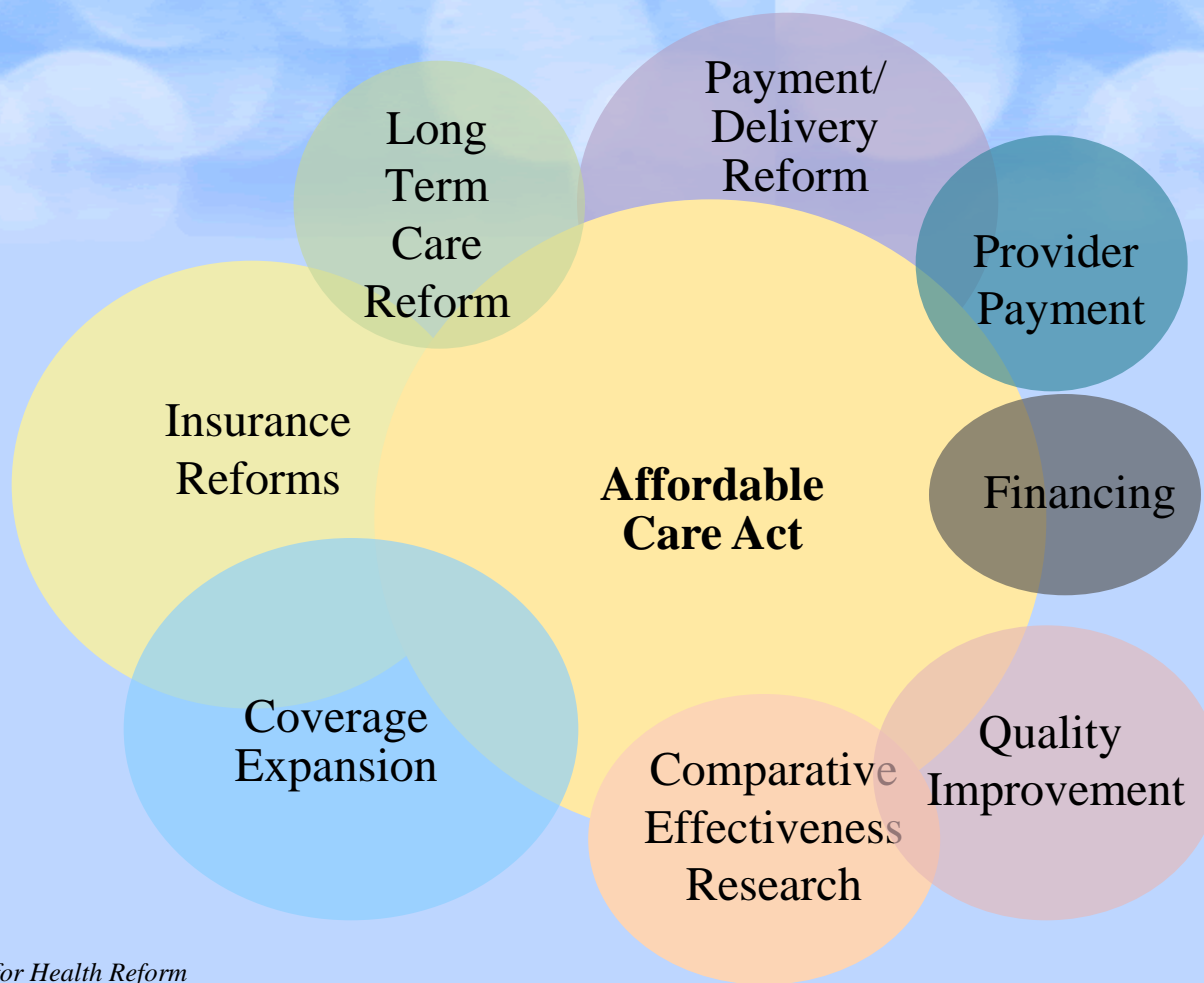 Long
Term
Care
Reform
Payment/
Delivery
Reform
Provider
Payment
Insurance
Reforms
Affordable
Care Act
Financing
Coverage
Expansion
Comparative
Effectiveness
Research
Quality
Improvement
for Health Reform